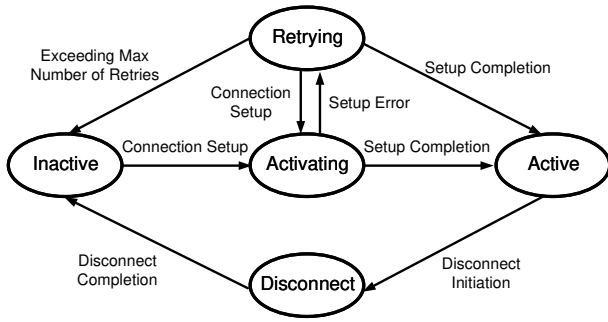 Retrying
Exceeding Max
Number of Retries
Setup Completion
Connection
Setup
Setup Error
Inactive
Connection Setup
Activating
Setup Completion
Active
Disconnect
Completion
Disconnect
Disconnect
Initiation